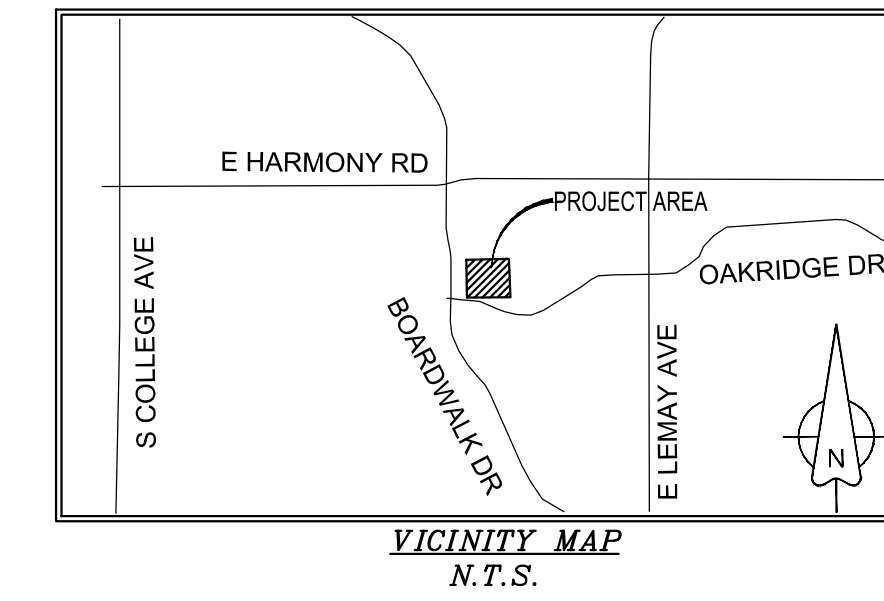 E HARMONY RD
PROJECT AREA
S COLLEGE AVE
OAKRIDGE DR
BOARDWALK DR
E LEMAY AVE
N
VICINITY MAP
N.T.S.